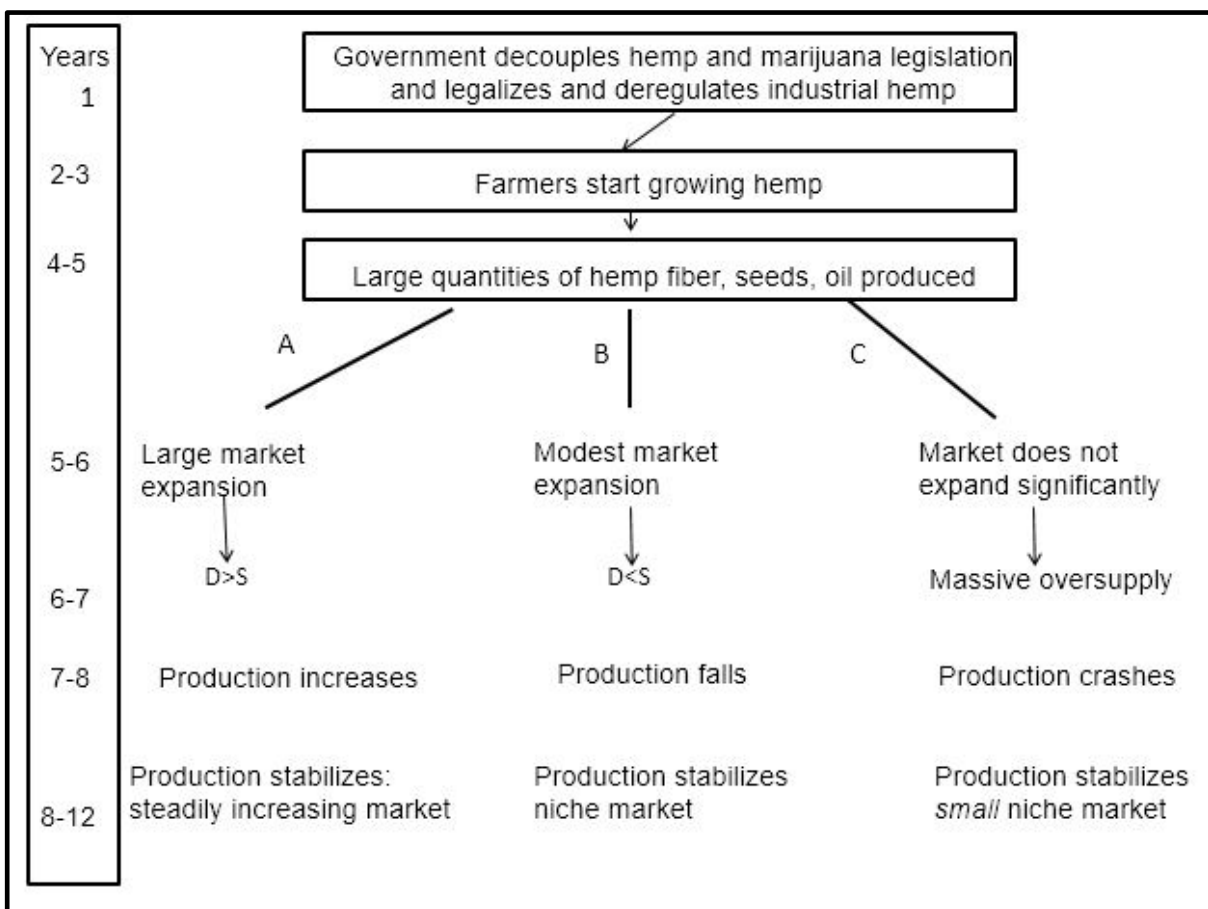 Years
1
Government decouples hemp and marijuana legislation
and legalizes and deregulates industrial hemp
2-3
Farmers start growing hemp
4-5
Large quantities of hemp fiber, seeds, oil produced
A
B
C
5-6
Large market
expansion
Modest market
expansion
Market does not
expand significantly
6-7
D>S
D<S
Massive oversupply
7-8
Production increases
Production falls
Production crashes
8-12
Production stabilizes:
steadily increasing market
Production stabilizes
niche market
Production stabilizes
small niche market